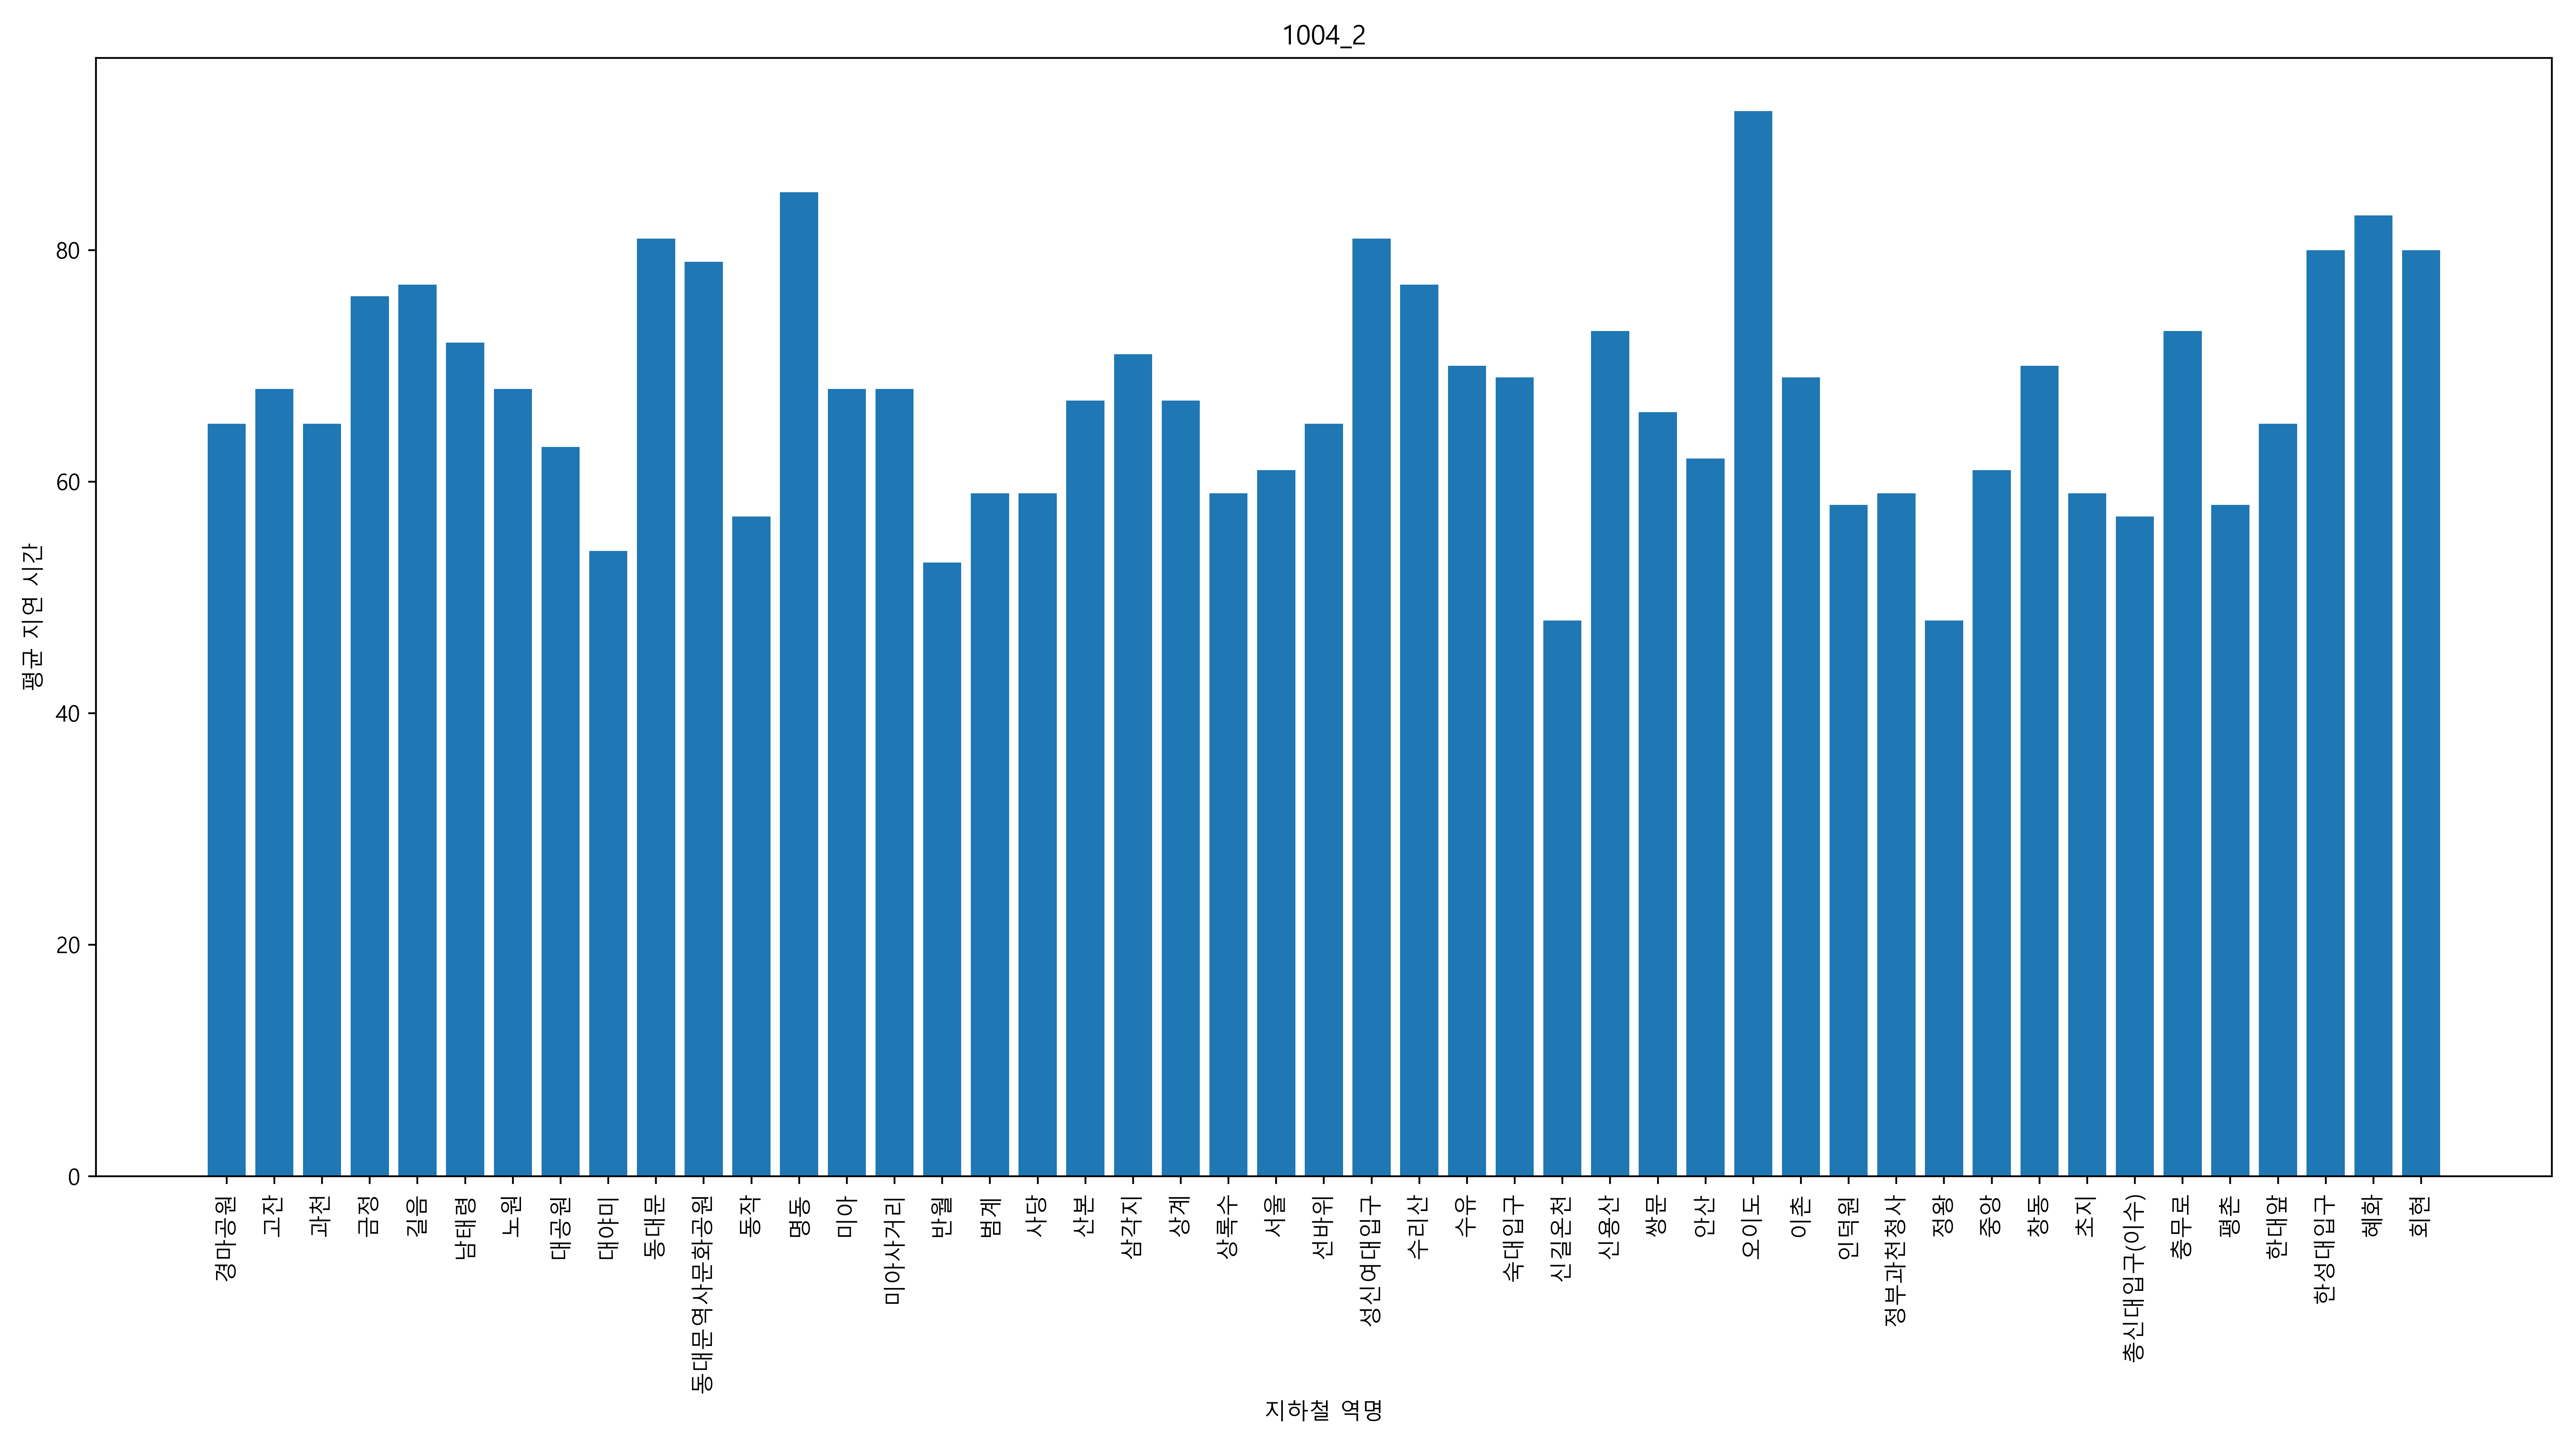 1004_2
평균 지연 시간
80
60
40
20
0
경마공원
고잔
과천
금정
길음
남태령
노원
대공원
대야미
동대문
동대문역사문화공원
동작
명동
미아
미아사거리
반월
범계
사당
산본
삼각지
상계
상록수
서울
선바위
성신여대입구
수리산
수유
숙대입구
신길온천
신용산
쌍문
안산
오이도
이촌
인덕원
정부과천청사
정왕
중앙
창동
초지
총신대입구(이수)
충무로
평촌
한대앞
한성대입구
혜화
회현
지하철 역명